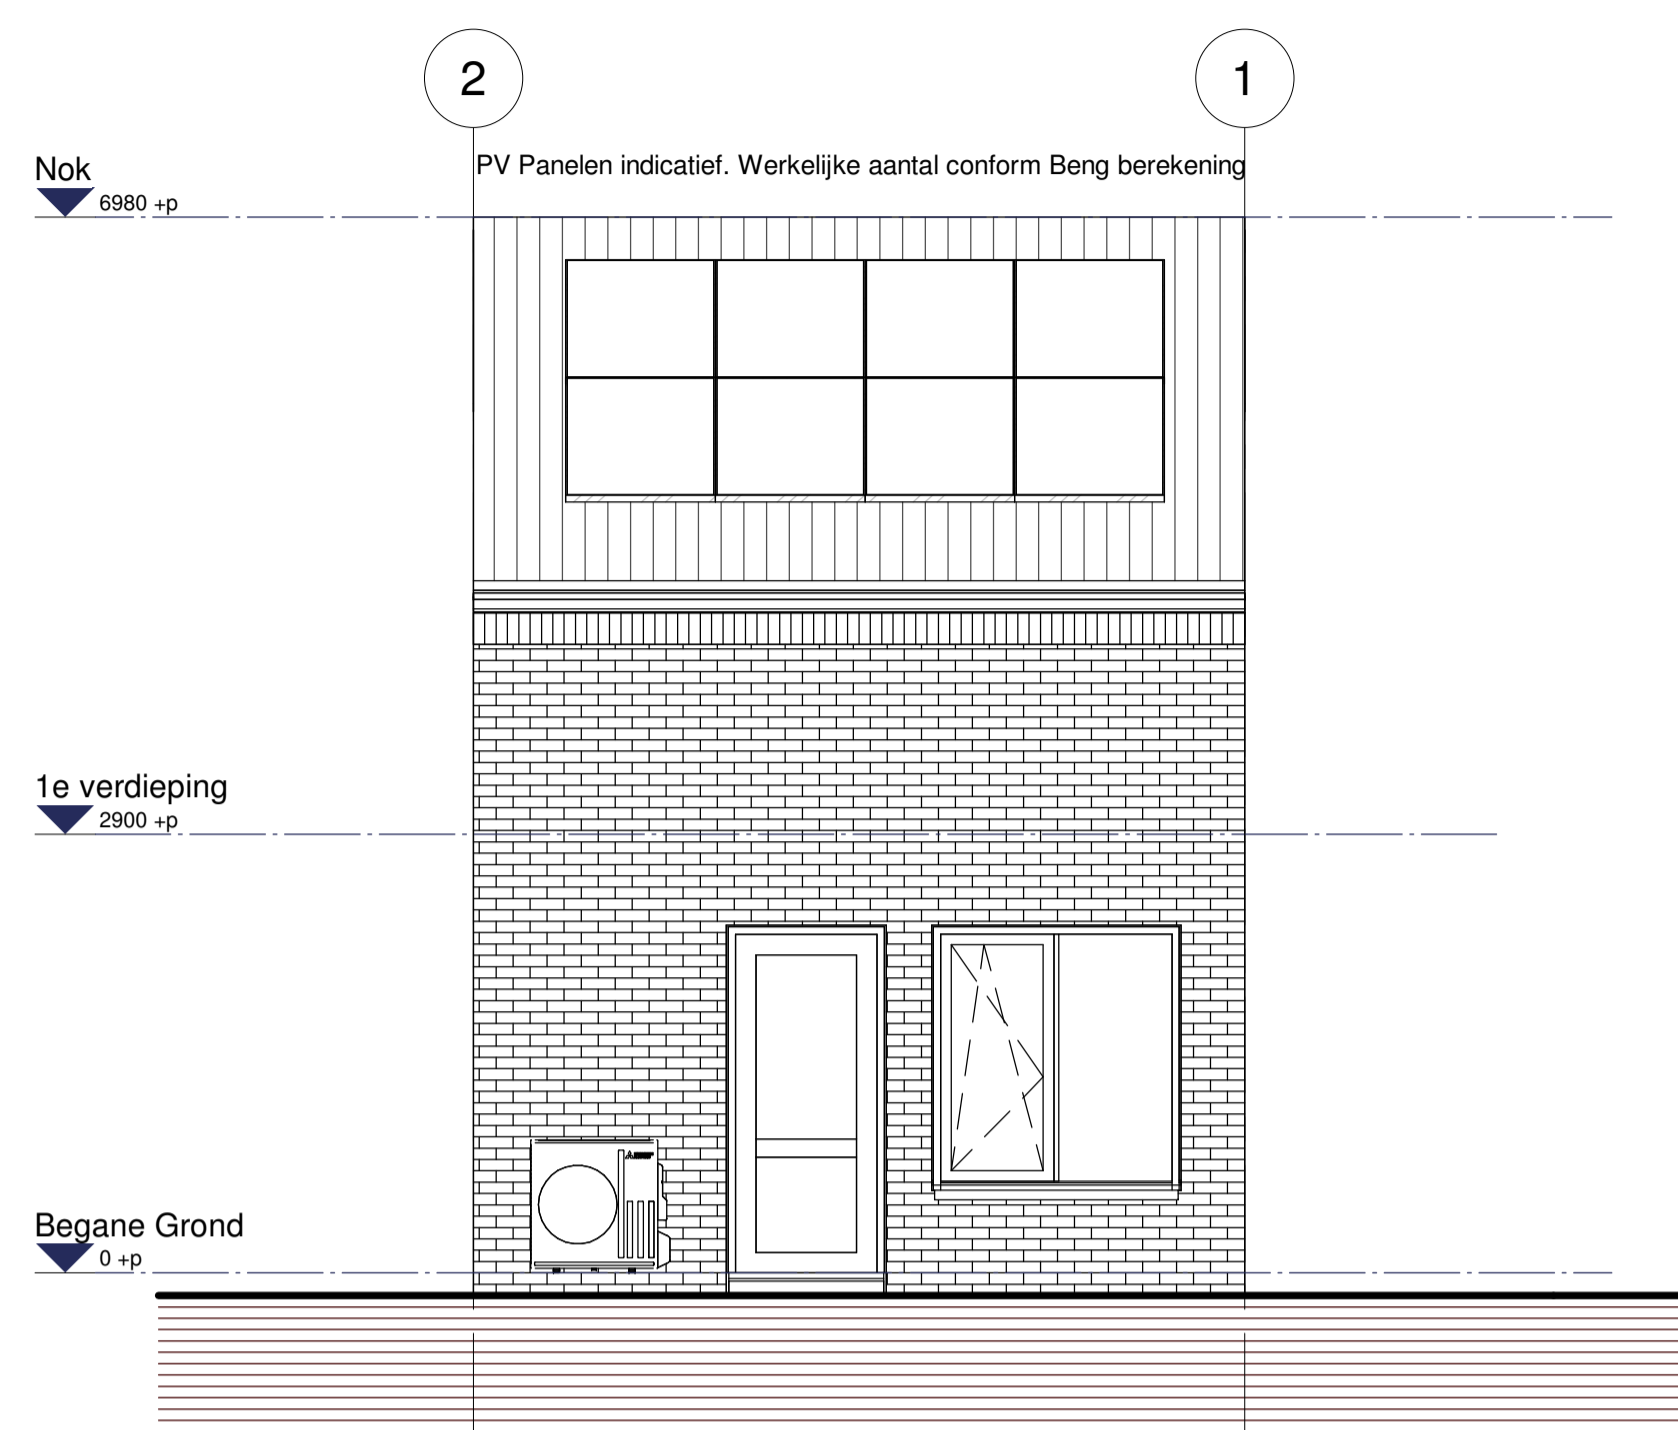 2
1
PV Panelen indicatief. Werkelijke aantal conform Beng berekening
Nok
6980 +p
1e verdieping
2900 +p
Begane Grond
0 +p